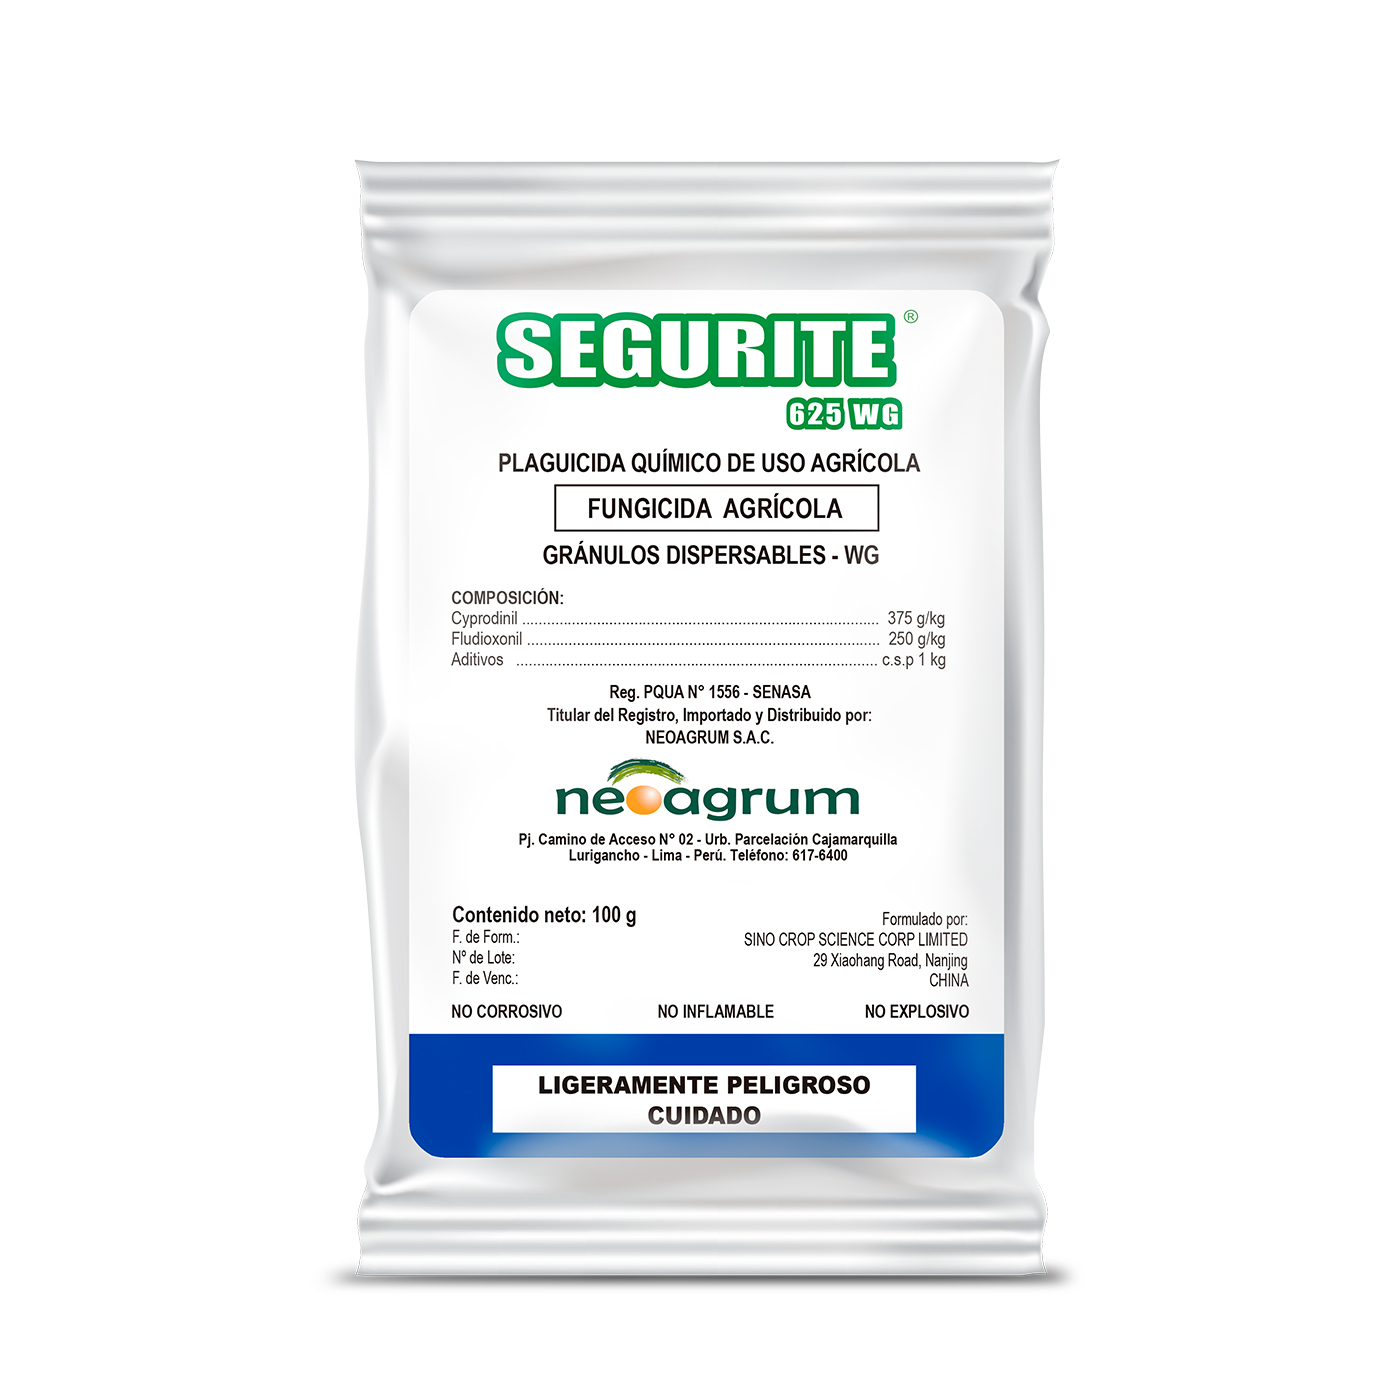 SEGURITE®
625 WG
PLAGUICIDA QUÍMICO DE USO AGRÍCOLA
FUNGICIDA AGRÍCOLA
GRÁNULOS DISPERSABLES - WG
COMPOSICIÓN:
Cyprodinil ........................................................................................ 375 g/kg
Fludioxonil ....................................................................................... 250 g/kg
Aditivos ........................................................................................ c.s.p 1 kg
Reg. PQUA N° 1556 - SENASA
Titular del Registro, Importado y Distribuido por:
NEOAGRUM S.A.C.
neoagrum
Pj. Camino de Acceso N° 02 - Urb. Parcelación Cajamarquilla
Lurigancho - Lima - Perú. Teléfono: 617-6400
Contenido neto: 100 g
F. de Form.:
Nº de Lote:
F. de Venc.:
Formulado por:
SINO CROP SCIENCE CORP LIMITED
29 Xiaohang Road, Nanjing
CHINA
NO CORROSIVO NO INFLAMABLE NO EXPLOSIVO
LIGERAMENTE PELIGROSO
CUIDADO